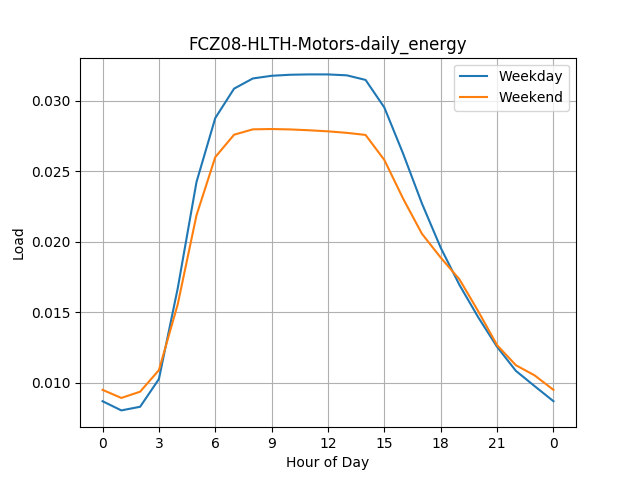 FCZ08-HLTH-Motors-daily_energy
Weekday
Weekend
0.030
0.025
0.020
0.015
0.010
Load
0 3 6 9 12 15 18 21 0
Hour of Day